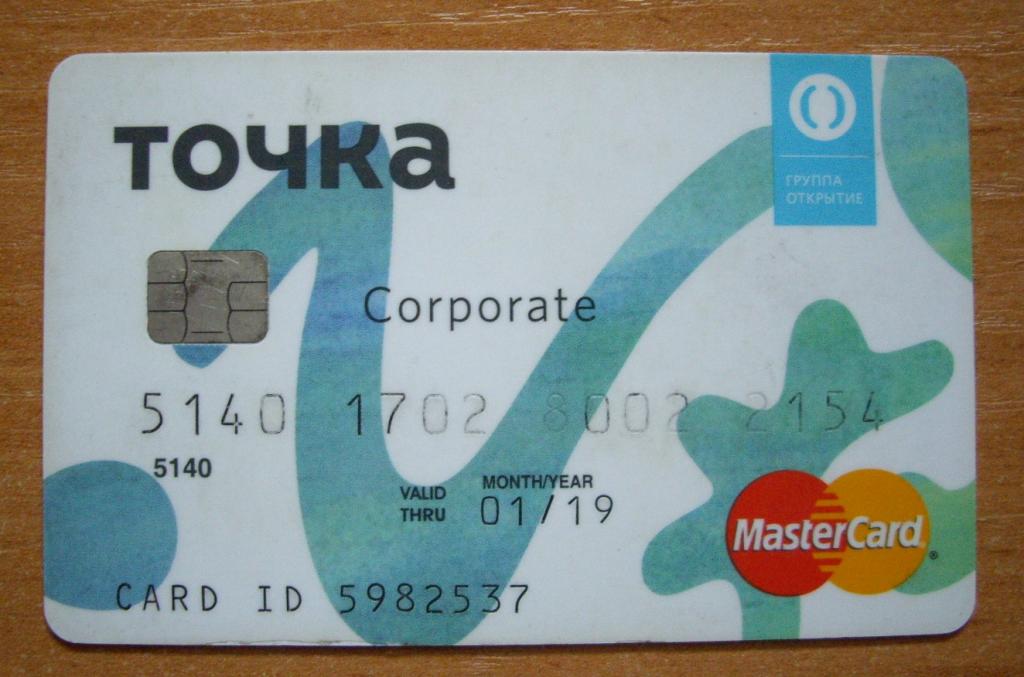 точка
ГРУППА
ОТКРЫТИЕ
Corporate
5140 1702 8002 2154
5140
VALID
THRU
MONTH/YEAR
01/19
MasterCard®
CARD ID 5982537